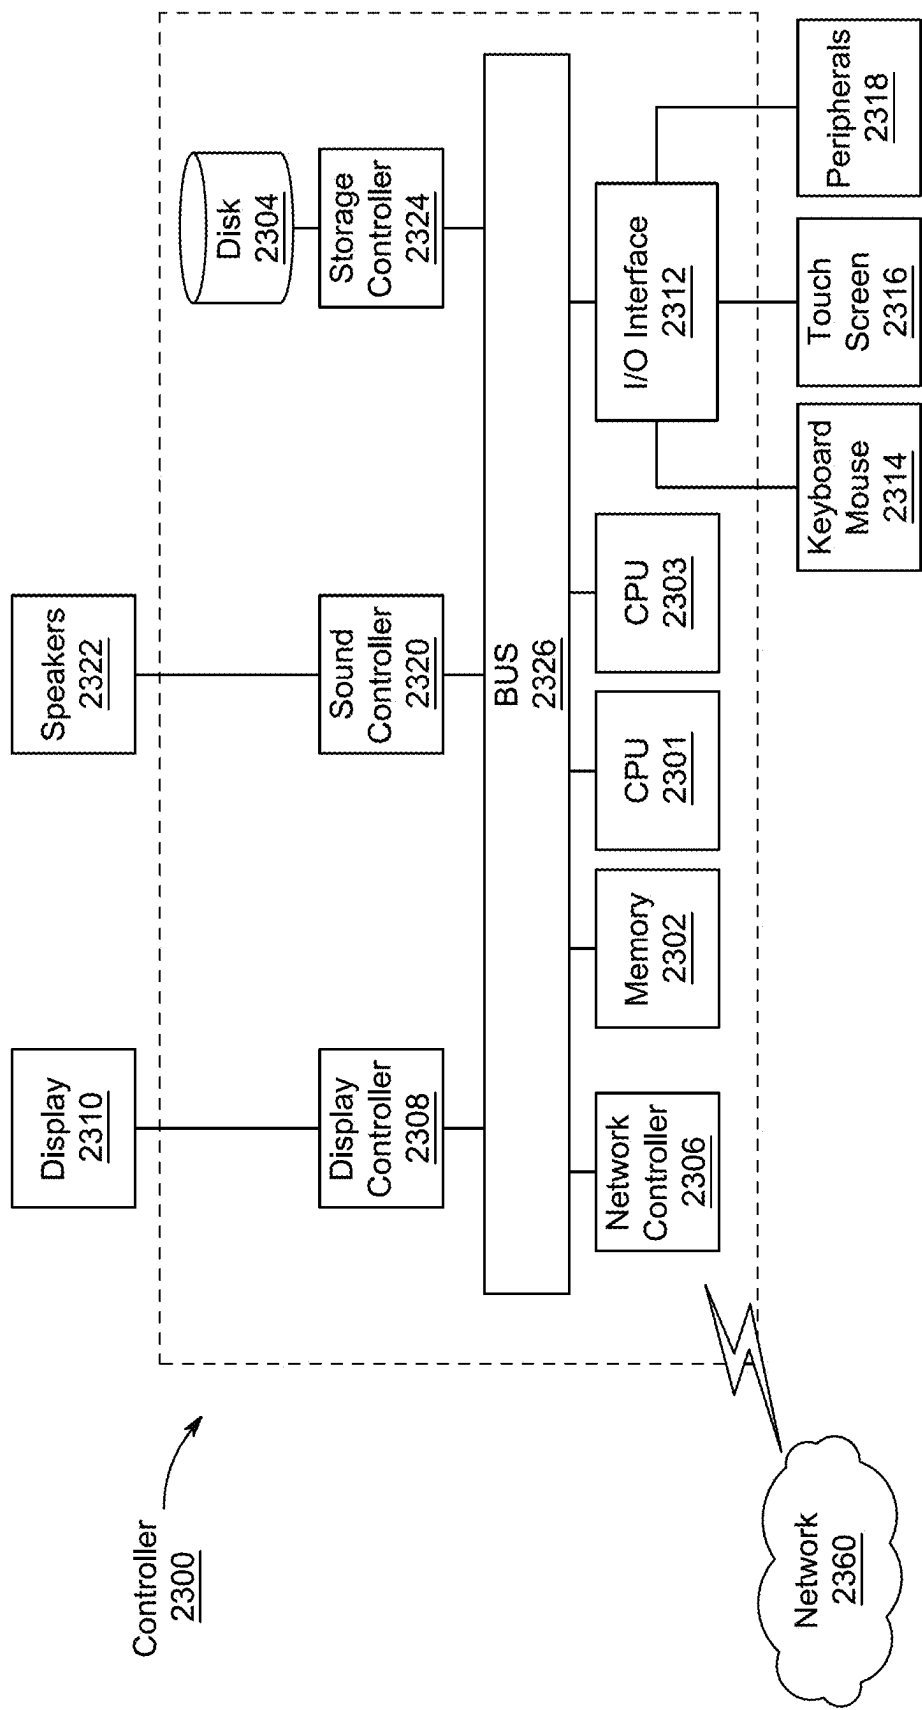 Controller
2300
Display
2310
Speakers
2322
Display
Controller
2308
Sound
Controller
2320
Disk
2304
Storage
Controller
2324
BUS
2326
Network
Controller
2306
Memory
2302
CPU
2301
CPU
2303
I/O Interface
2312
Network
2360
Keyboard
Mouse
2314
Touch
Screen
2316
Peripherals
2318